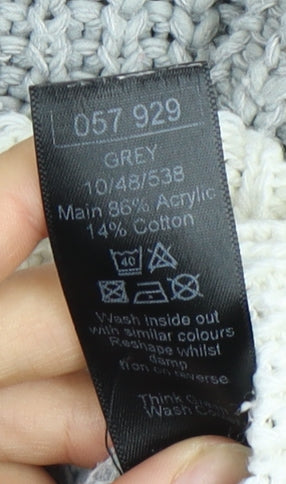 057 929
GREY
10/48/538
Main 86% Acrylic
14% Cotton
40
Wash inside out
with similar colours
Reshape whilst
damp
Iron on reverse
Think
Wash